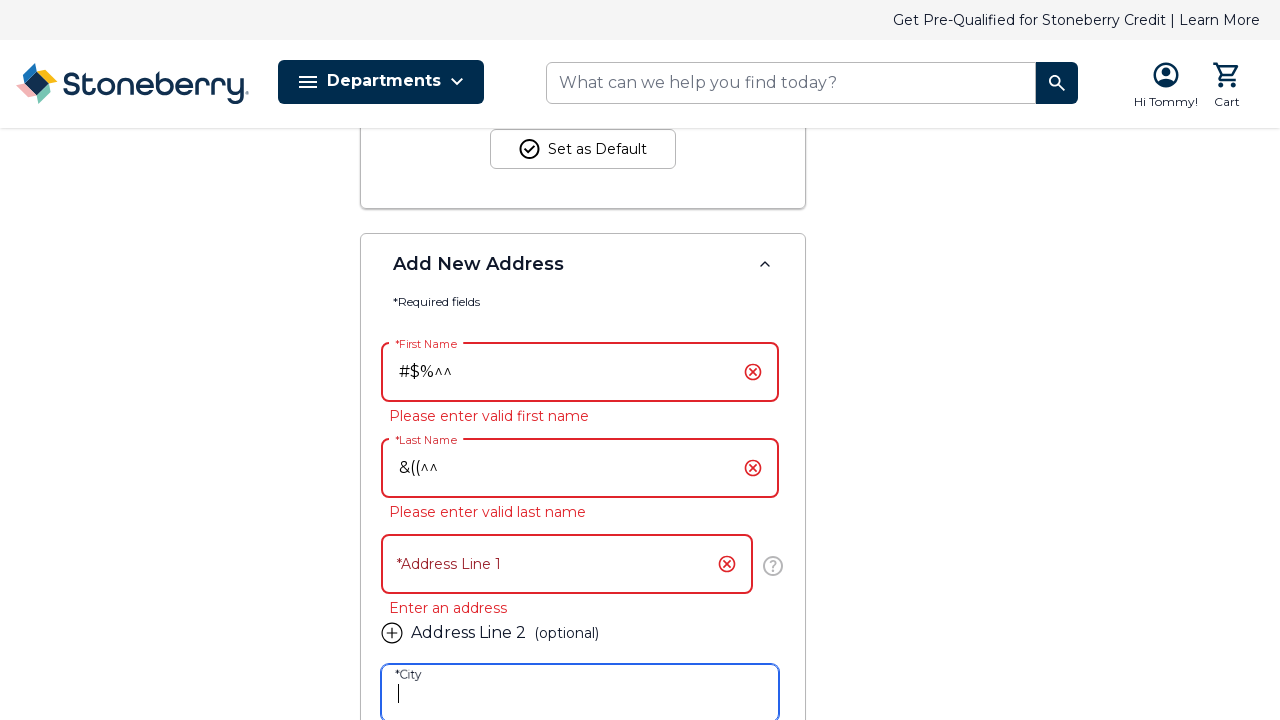 Get Pre-Qualified for Stoneberry Credit | Learn More
Stoneberry
Departments
What can we help you find today?
Hi Tommy!
Cart
Set as Default
Add New Address
*Required fields
*First Name
#$%^^
Please enter valid first name
*Last Name
&((^^
Please enter valid last name
*Address Line 1
Enter an address
Address Line 2 (optional)
*City